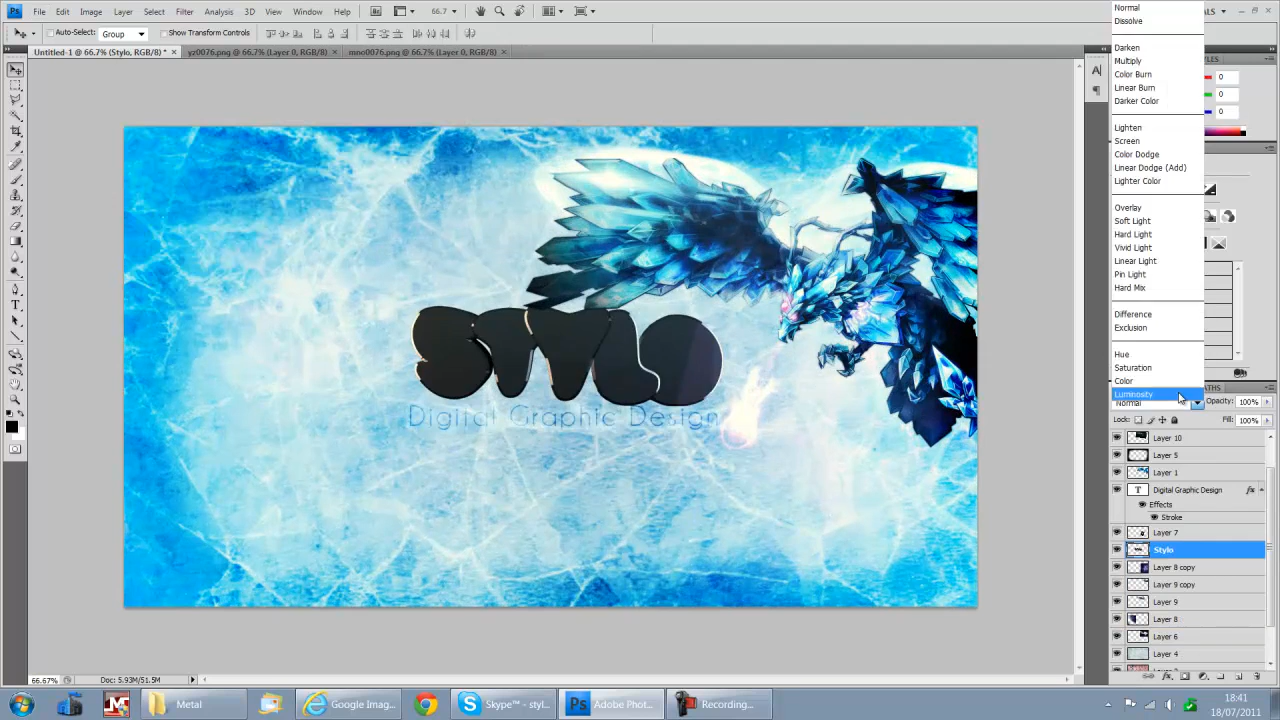 Ps File Edit Image Layer Select Filter Analysis 3D View Window Help 66.7
Auto-Select: Group Show Transform Controls
Untitled-1 @ 66.7% (Stylo, RGB/8) * × yz0076.png @ 66.7% (Layer 0, RGB/8) × mno0076.png @ 66.7% (Layer 0, RGB/8) ×
Normal
Dissolve
Darken
Multiply
Color Burn
Linear Burn
Darker Color
Lighten
Screen
Color Dodge
Linear Dodge (Add)
Lighter Color
Overlay
Soft Light
Hard Light
Vivid Light
Linear Light
Pin Light
Hard Mix
Difference
Exclusion
Hue
Saturation
Color
Luminosity
0
0
0
Normal Opacity: 100%
Lock: Fill: 100%
Layer 10
Layer 5
Layer 1
T Digital Graphic Design fx
Effects
Stroke
Layer 7
Stylo
Layer 8 copy
Layer 9 copy
Layer 9
Layer 8
Layer 6
Layer 4
STYLO
Graphic Design
66.67% Doc: 5.93M/51.5M
Metal Google Imag... Skype™ - styl... Adobe Phot... Recording...
18:41
18/07/2011